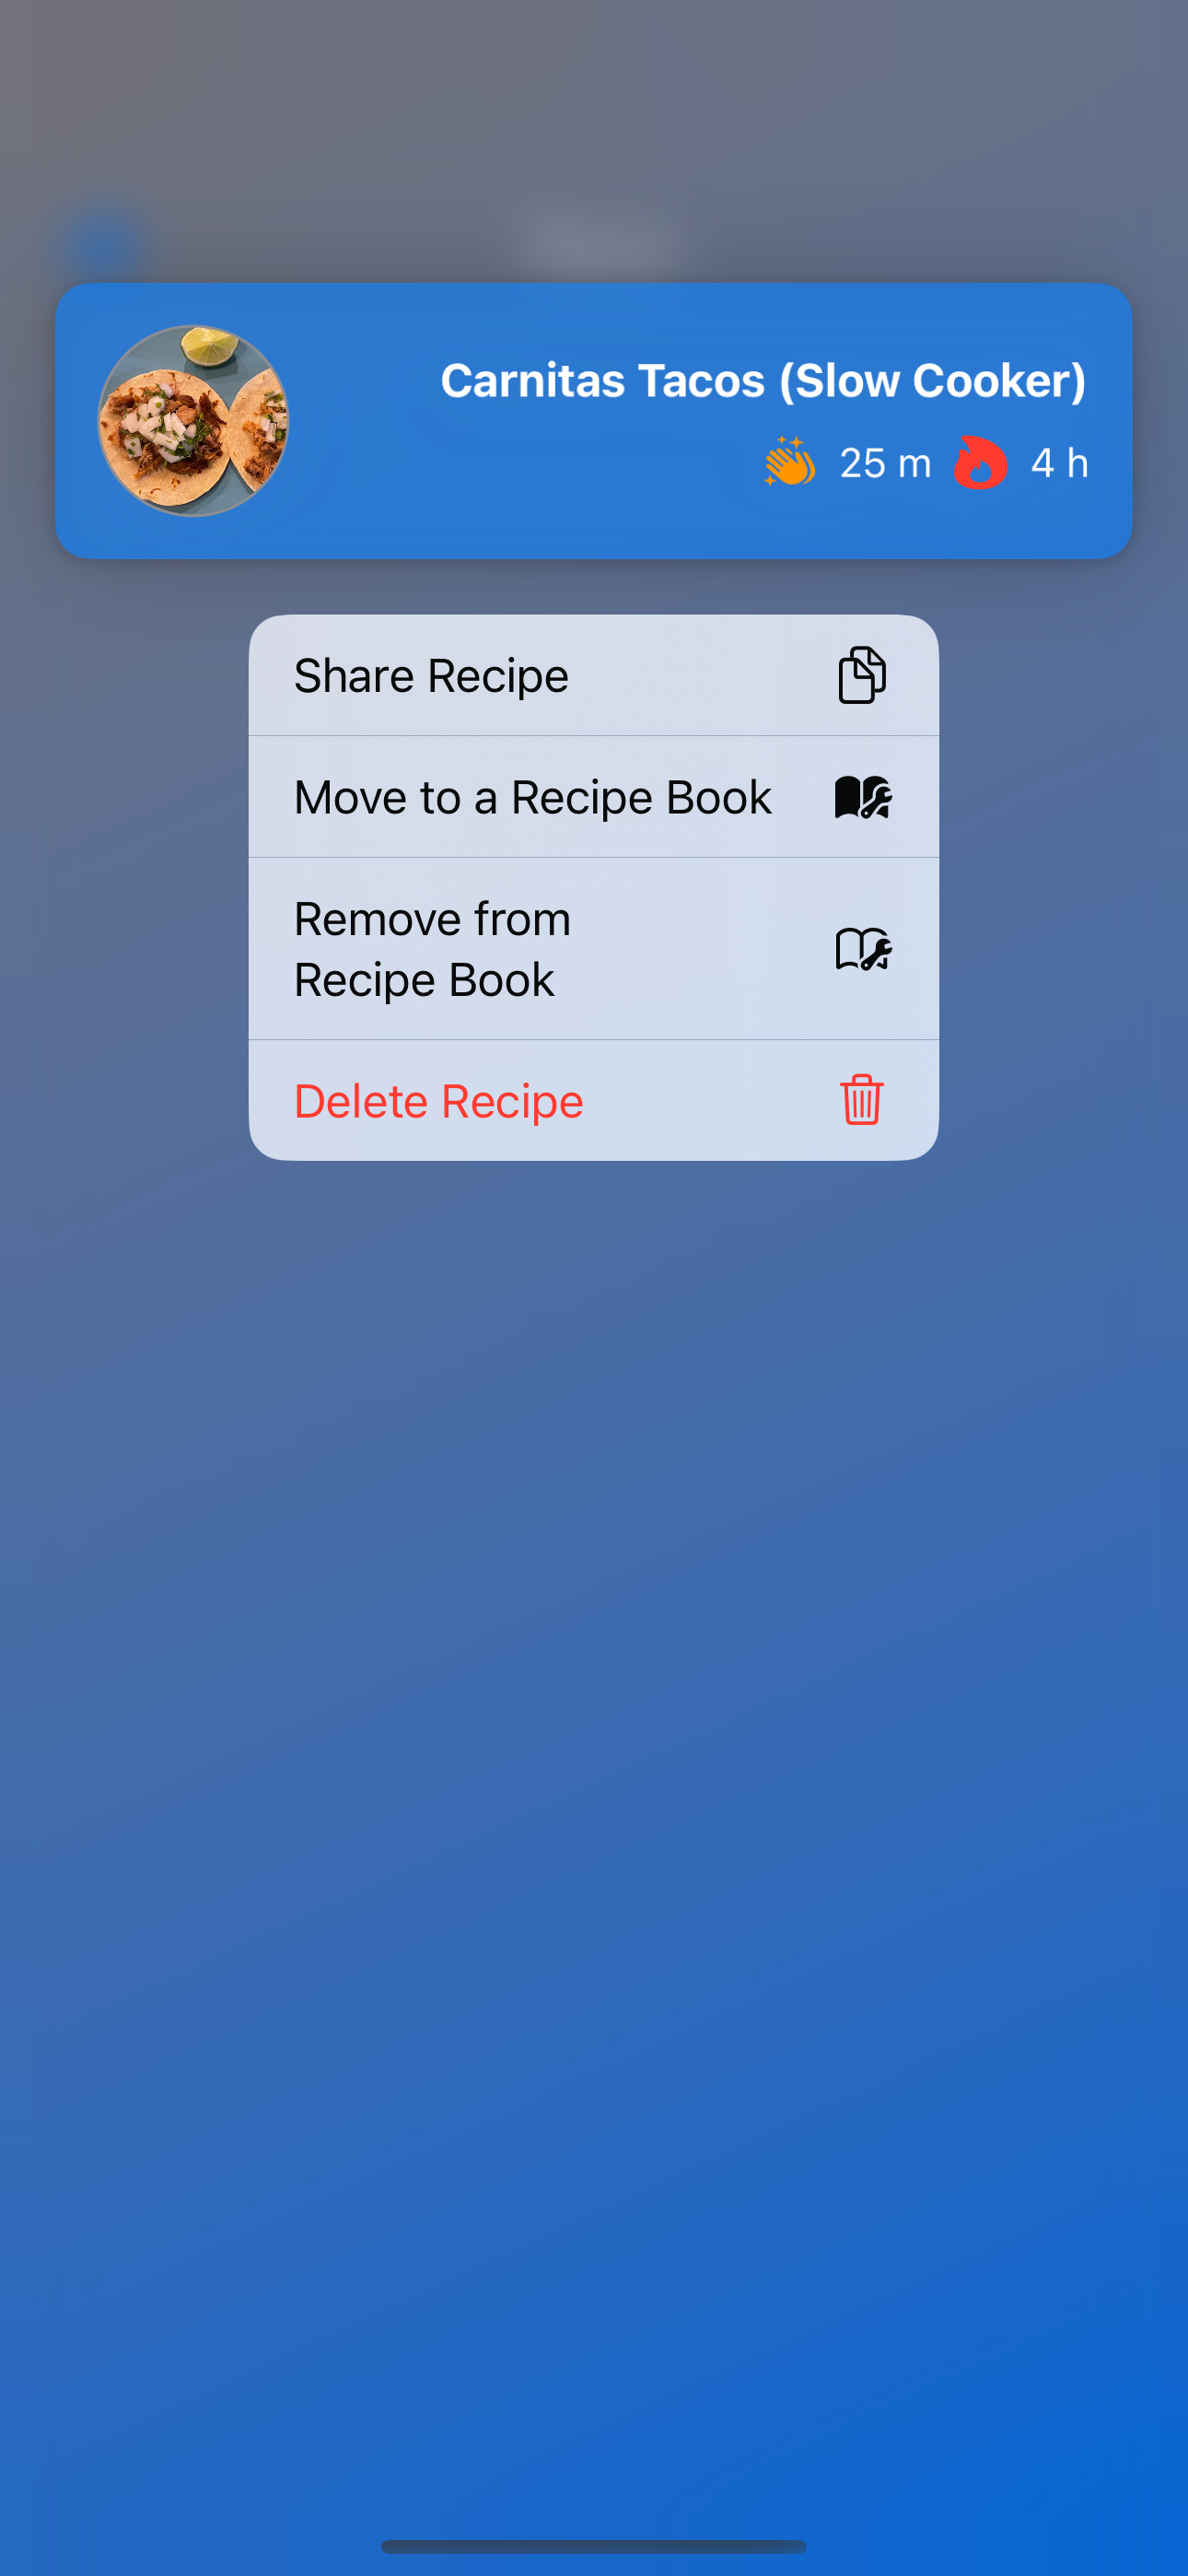 Carnitas Tacos (Slow Cooker)
25 m 4 h
Share Recipe
Move to a Recipe Book
Remove from
Recipe Book
Delete Recipe